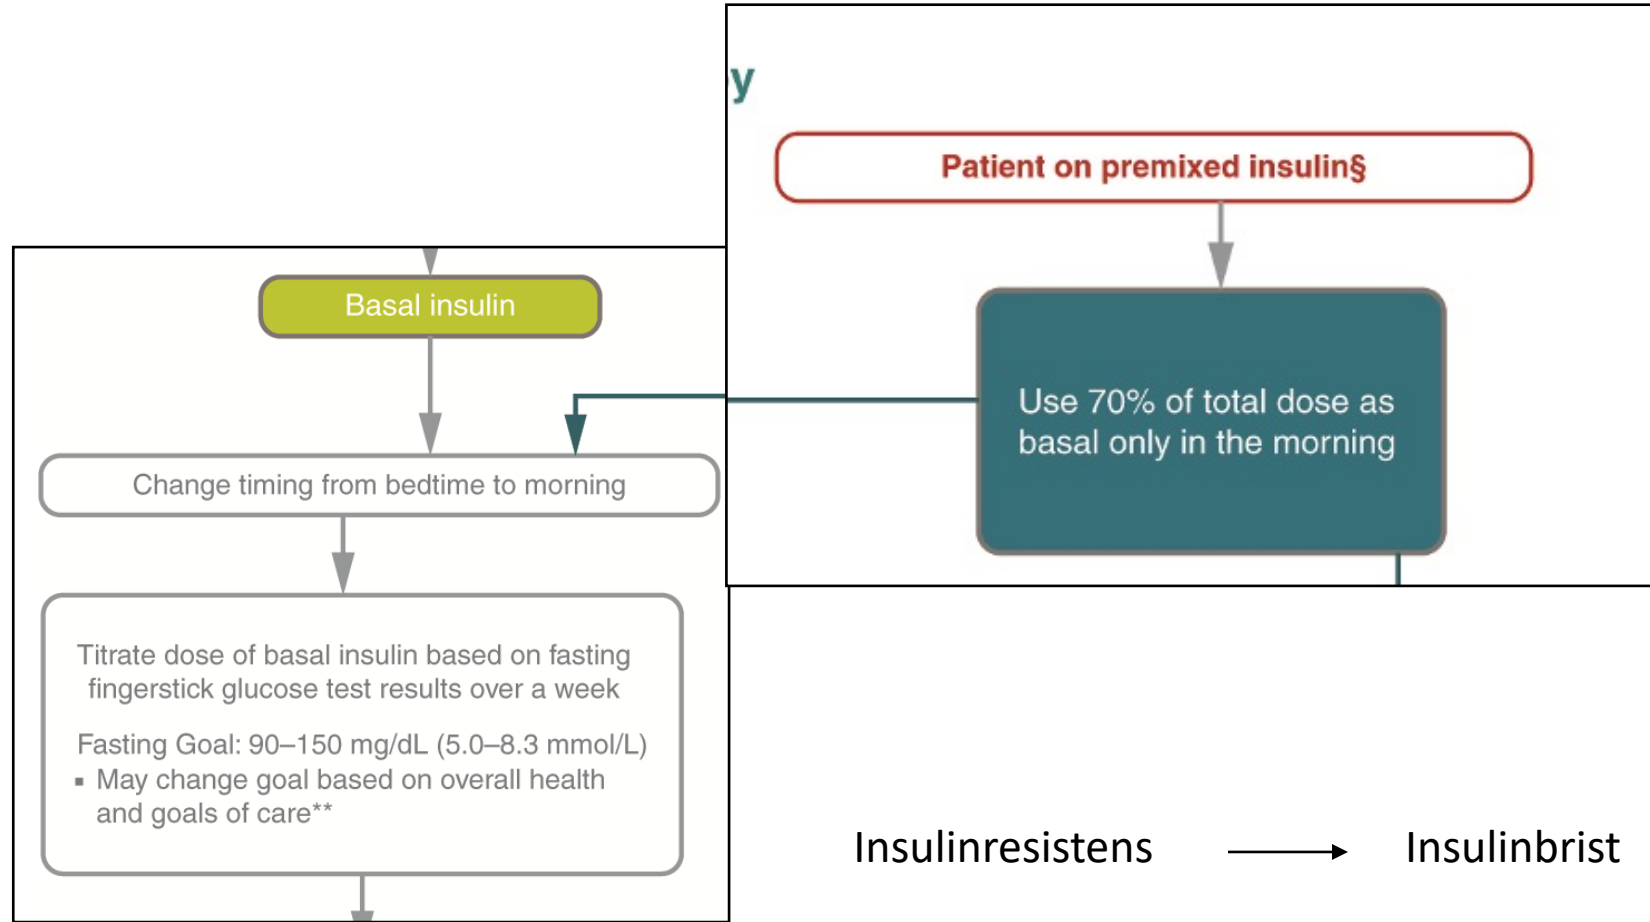 y
Patient on premixed insulin§
Use 70% of total dose as
basal only in the morning
Basal insulin
Change timing from bedtime to morning
Titrate dose of basal insulin based on fasting
fingerstick glucose test results over a week
Fasting Goal: 90–150 mg/dL (5.0–8.3 mmol/L)
▪ May change goal based on overall health
and goals of care**
Insulinresistens
Insulinbrist